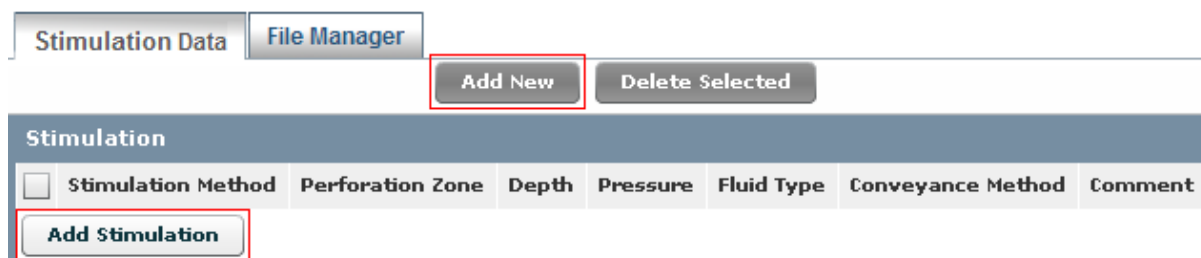 Stimulation Data File Manager
Add New Delete Selected
Stimulation
Stimulation Method Perforation Zone Depth Pressure Fluid Type Conveyance Method Comment
Add Stimulation